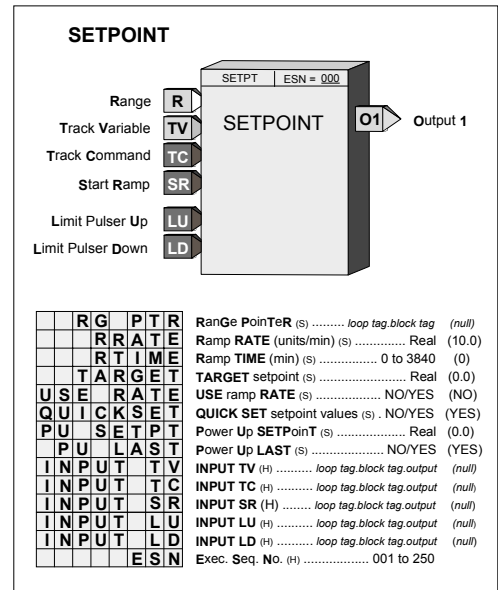 SETPOINT
SETPT ESN = 000
Range R
SETPOINT
O1 Output 1
Track Variable TV
Track Command TC
Start Ramp SR
Limit Pulser Up LU
Limit Pulser Down LD
RG PTR RanGe PoinTeR (S) ......... loop tag.block tag (null)
RRATE Ramp RATE (units/min) (S) ............... Real (10.0)
RTIME Ramp TIME (min) (S) ................ 0 to 3840 (0)
TARGET TARGET setpoint (S) ...................... Real (0.0)
USE RATE USE ramp RATE (S) .................. NO/YES (NO)
QUICKSET QUICK SET setpoint values (S) . NO/YES (YES)
PU SETPT Power Up SETPoinT (S) ................... Real (0.0)
PU LAST Power Up LAST (S) ................... NO/YES (YES)
INPUT TV INPUT TV (H) .......... loop tag.block tag.output (null)
INPUT TC INPUT TC (H) .......... loop tag.block tag.output (null)
INPUT SR INPUT SR (H) ........ loop tag.block tag.output (null)
INPUT LU INPUT LU (H) .......... loop tag.block tag.output (null)
INPUT LD INPUT LD (H) .......... loop tag.block tag.output (null)
ESN Exec. Seq. No. (H) .................. 001 to 250